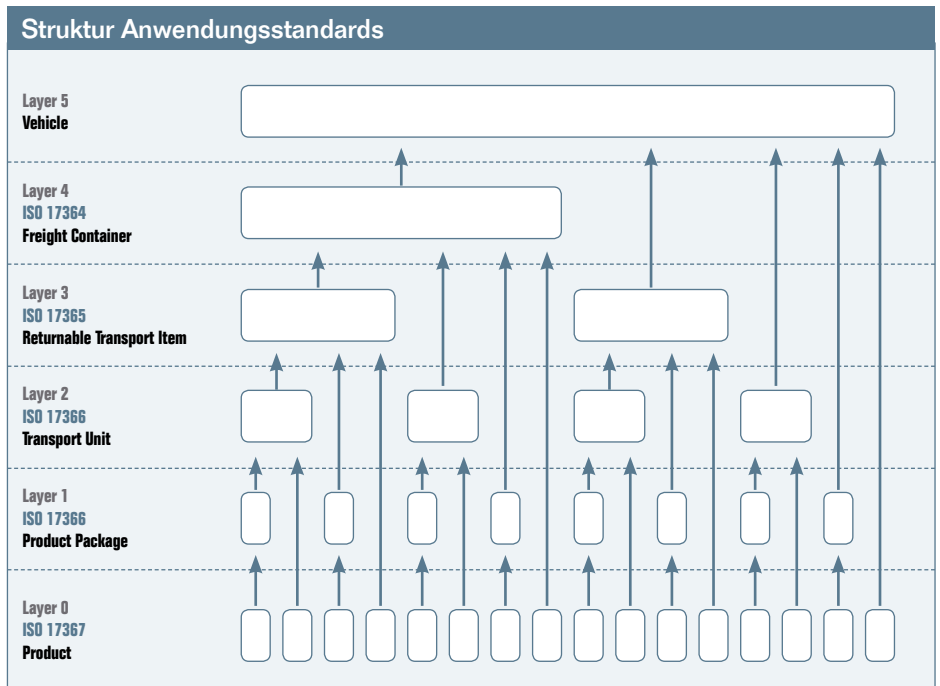 Struktur Anwendungsstandards
Layer 5
Vehicle
Layer 4
ISO 17364
Freight Container
Layer 3
ISO 17365
Returnable Transport Item
Layer 2
ISO 17366
Transport Unit
Layer 1
ISO 17366
Product Package
Layer 0
ISO 17367
Product